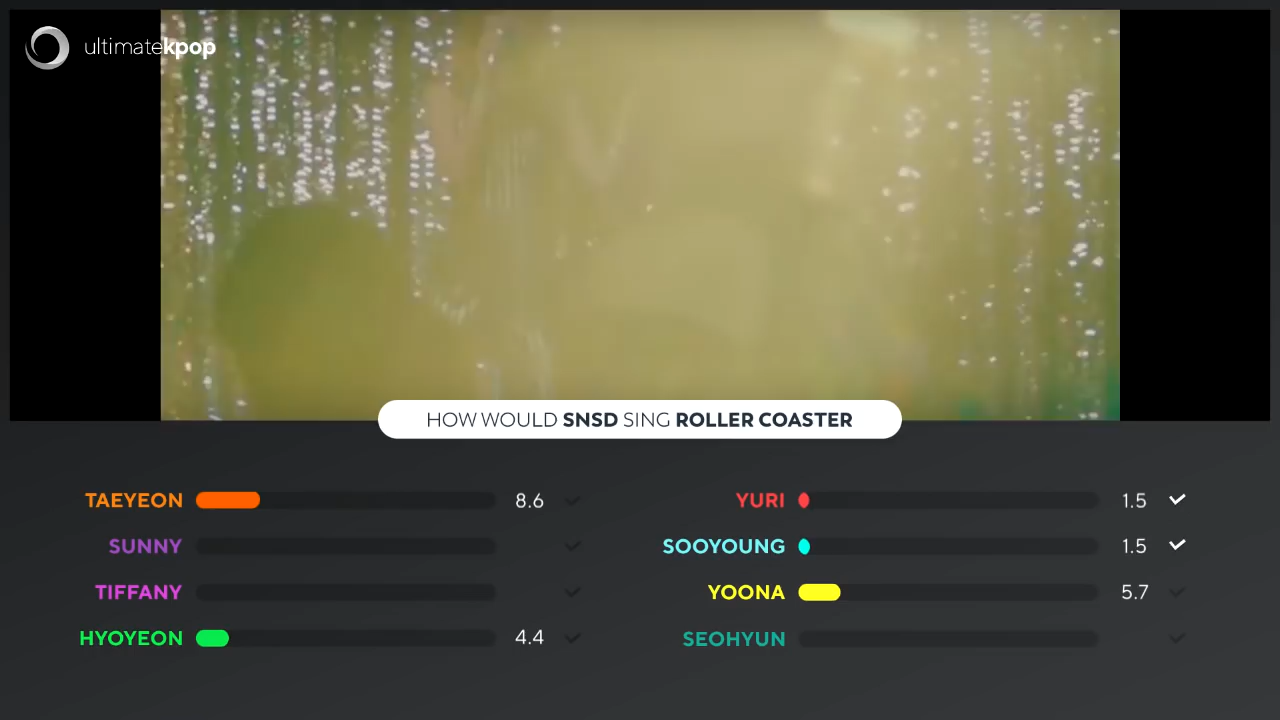 ultimatekpop
HOW WOULD SNSD SING ROLLER COASTER
TAEYEON 8.6
SUNNY
TIFFANY
HYOYEON 4.4
YURI 1.5
SOOYOUNG 1.5
YOONA 5.7
SEOHYUN